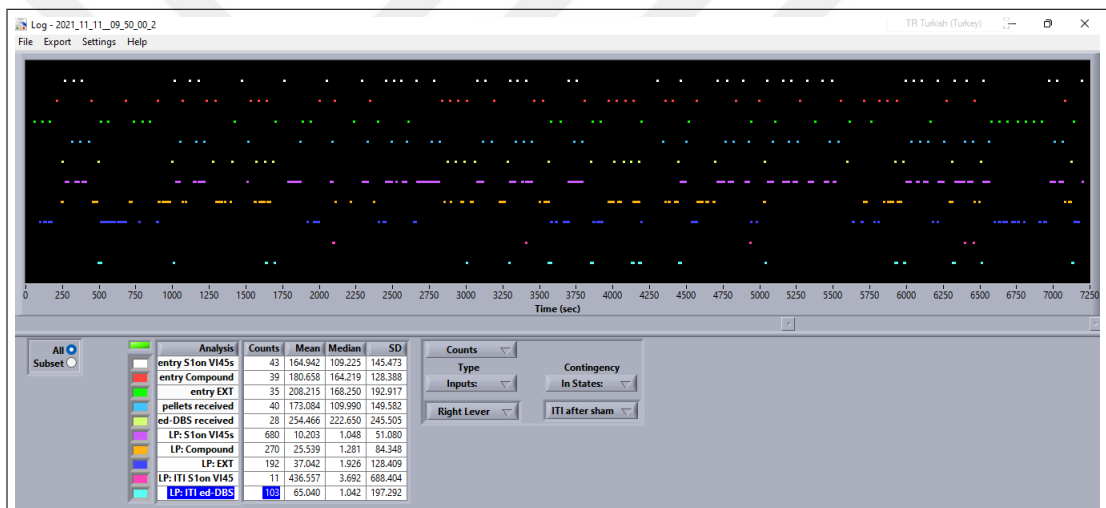 Log - 2021_11_11__09_50_00_2 TR Turkish (Turkey)
File Export Settings Help
0 250 500 750 1000 1250 1500 1750 2000 2250 2500 2750 3000 3250 3500 3750 4000 4250 4500 4750 5000 5250 5500 5750 6000 6250 6500 6750 7000 7250
Time (sec)
All
Subset
Analysis Counts Mean Median SD
entry S1on VI45s 43 164.942 109.225 145.473
entry Compound 39 180.658 164.219 128.388
entry EXT 35 208.215 168.250 192.917
pellets received 40 173.084 109.990 149.582
ed-DBS received 28 254.466 222.650 245.505
LP: S1on VI45s 680 10.203 1.048 51.080
LP: Compound 270 25.539 1.281 84.348
LP: EXT 192 37.042 1.926 128.409
LP: ITI S1on VI45 11 436.557 3.692 688.404
LP: ITI ed-DBS 103 65.040 1.042 197.292
Counts
Type Contingency
Inputs: In States:
Right Lever ITI after sham